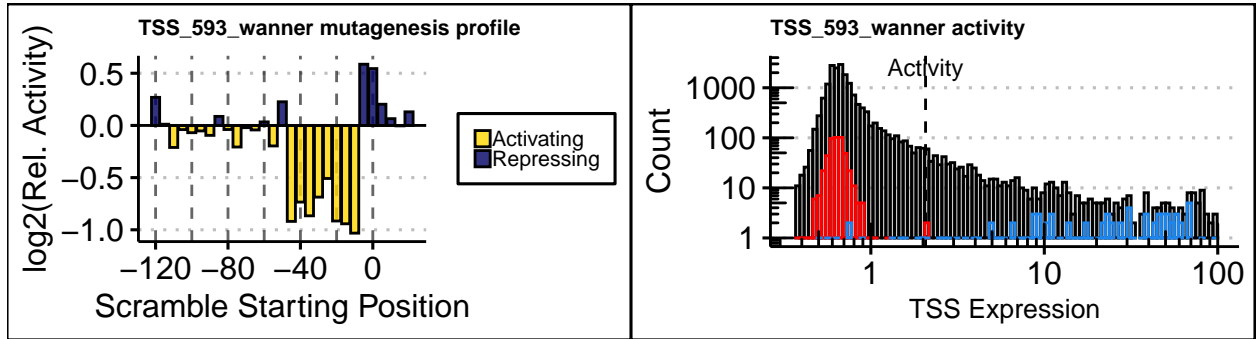 TSS_593_wanner mutagenesis profile
log2(Rel. Activity)
0.5
0.0
−0.5
−1.0
−120
−80
−40
0
Scramble Starting Position
Activating
Repressing
TSS_593_wanner activity
Activity
Count
1000
100
10
1
1
10
100
TSS Expression